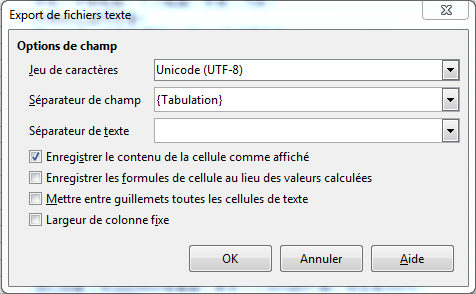 Export de fichiers texte
Options de champ
Jeu de caractères Unicode (UTF-8)
Séparateur de champ {Tabulation}
Séparateur de texte
Enregistrer le contenu de la cellule comme affiché
Enregistrer les formules de cellule au lieu des valeurs calculées
Mettre entre guillemets toutes les cellules de texte
Largeur de colonne fixe
OK Annuler Aide